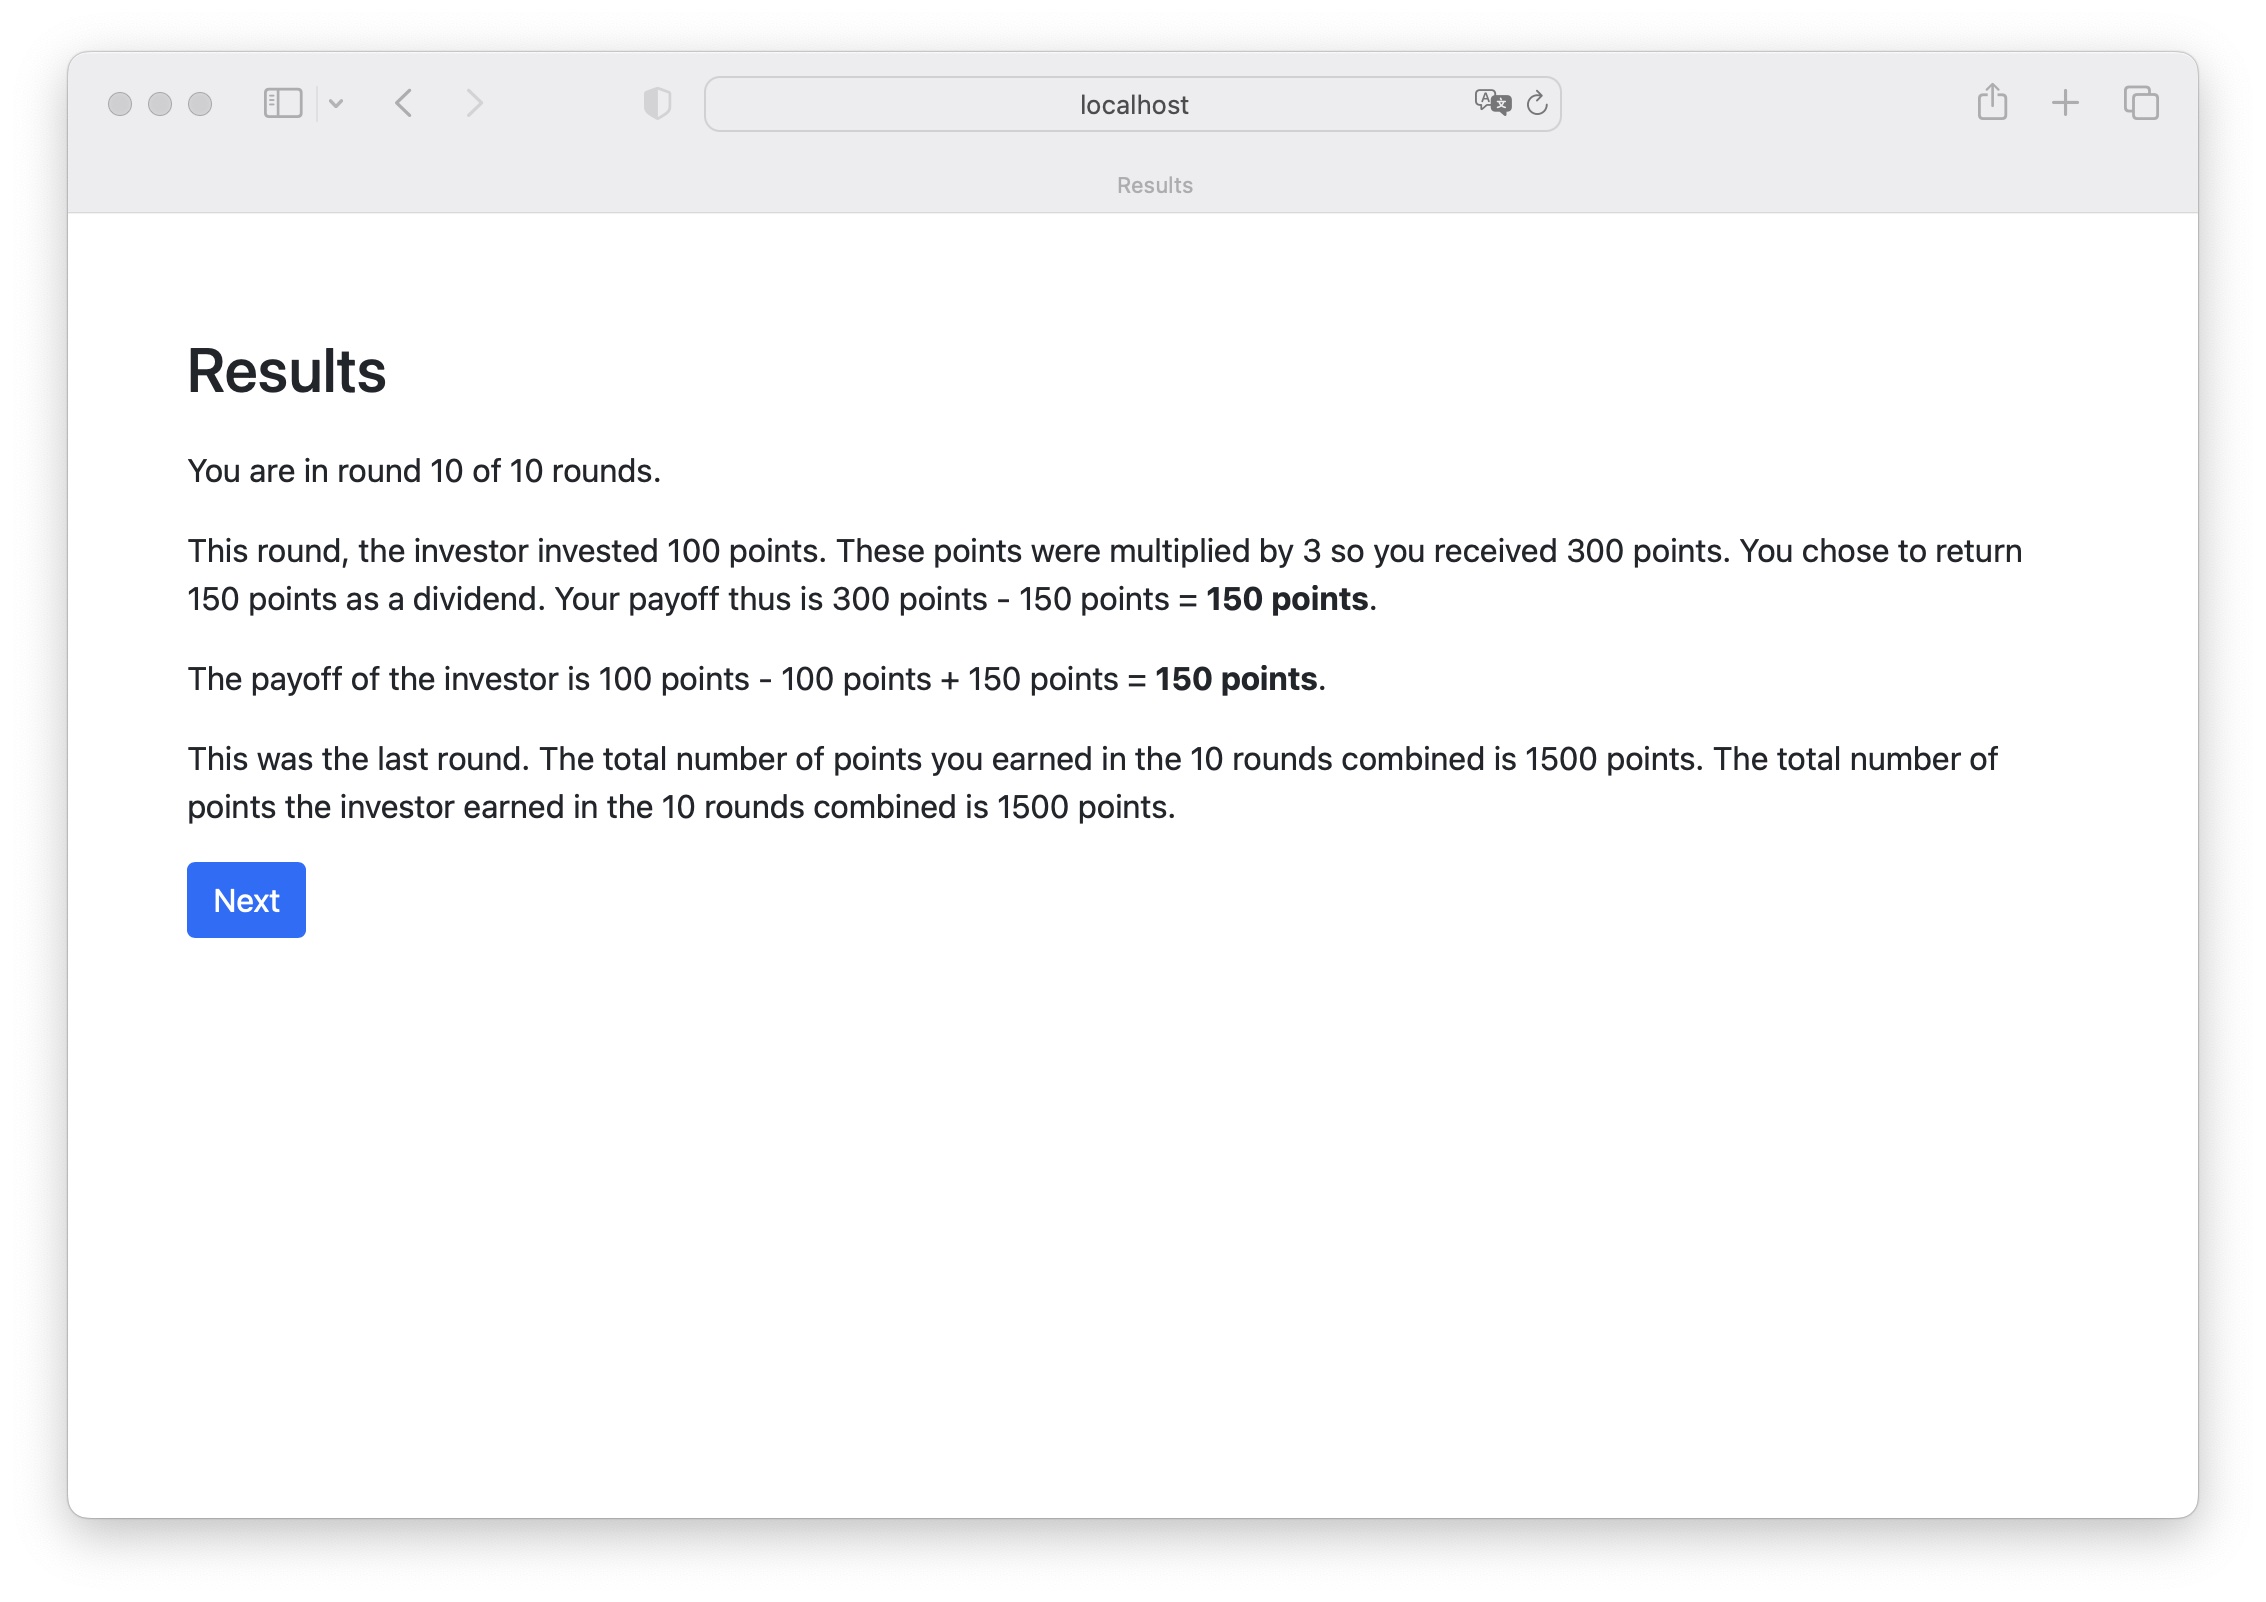 localhost
Results
Results
You are in round 10 of 10 rounds.
This round, the investor invested 100 points. These points were multiplied by 3 so you received 300 points. You chose to return
150 points as a dividend. Your payoff thus is 300 points - 150 points = 150 points.
The payoff of the investor is 100 points - 100 points + 150 points = 150 points.
This was the last round. The total number of points you earned in the 10 rounds combined is 1500 points. The total number of
points the investor earned in the 10 rounds combined is 1500 points.
Next